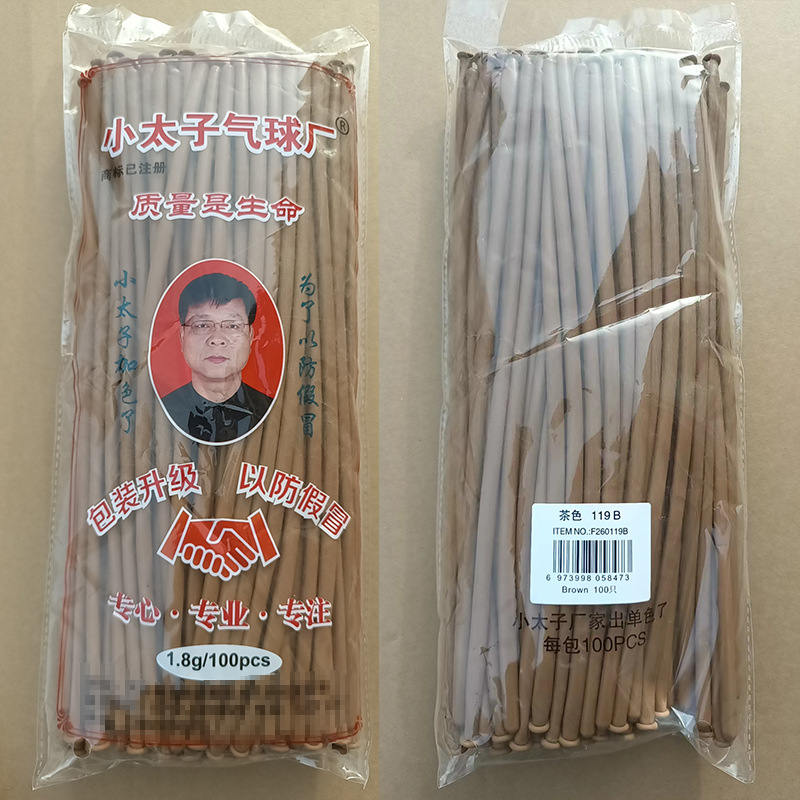 小太子气球厂®
商标已注册
质量是生命
小太子加色了
为了以防假冒
包装升级 以防假冒
专心·专业·专注
1.8g/100pcs
茶色 119B
ITEM NO.:F260119B
6 973998 058473
Brown 100只
小太子厂家出单色了
每包100PCS